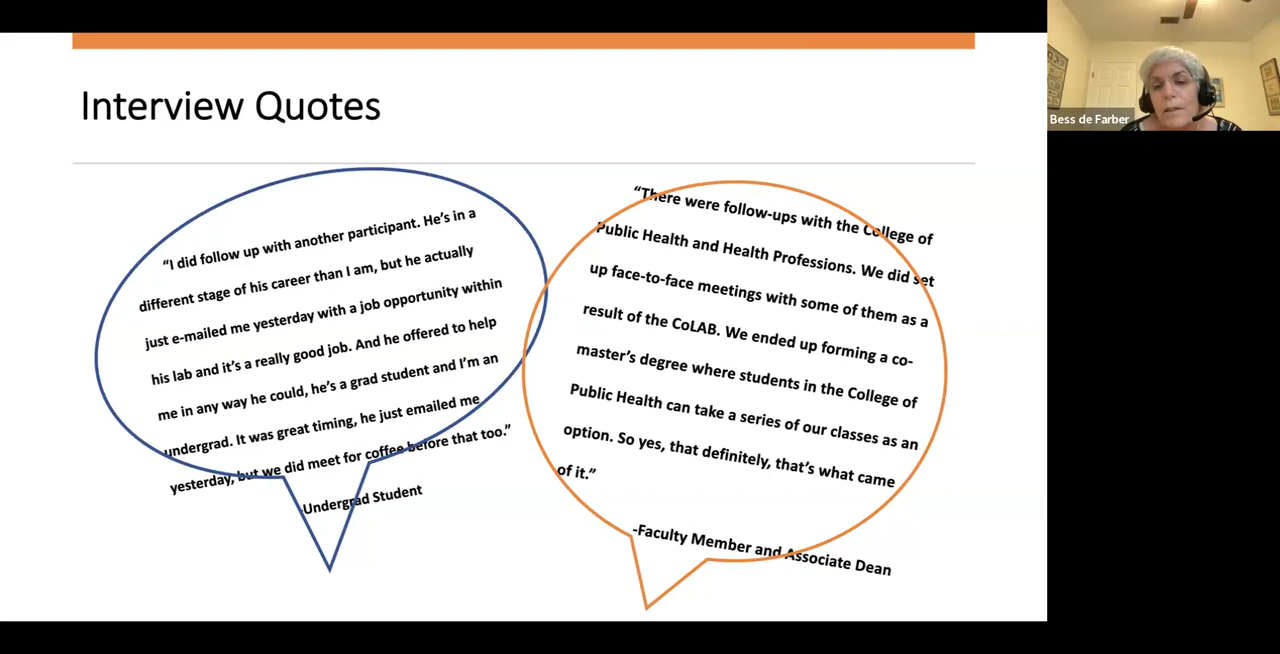 Interview Quotes
“I did follow up with another participant. He’s in a
different stage of his career than I am, but he actually
just e-mailed me yesterday with a job opportunity within
his lab and it’s a really good job. And he offered to help
me in any way he could, he’s a grad student and I’m an
undergrad. It was great timing, he just emailed me
yesterday, but we did meet for coffee before that too.”
-Undergrad Student
“There were follow-ups with the College of
Public Health and Health Professions. We did set
up face-to-face meetings with some of them as a
result of the CoLAB. We ended up forming a co-
master’s degree where students in the College of
Public Health can take a series of our classes as an
option. So yes, that definitely, that’s what came
of it.”
-Faculty Member and Associate Dean
Bess de Farber